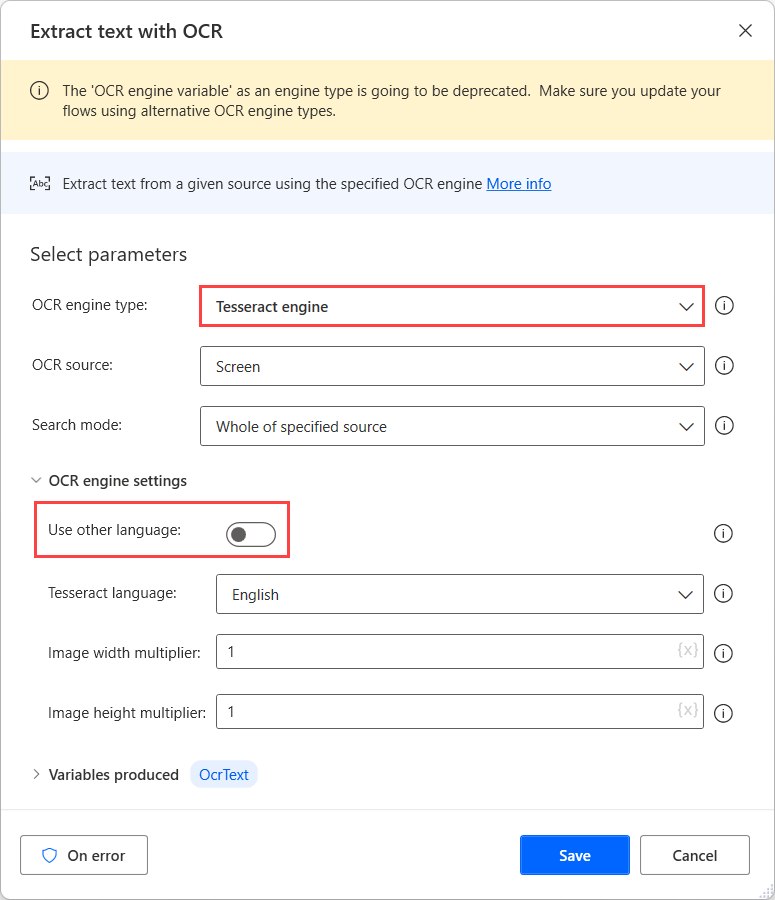 Extract text with OCR
The 'OCR engine variable' as an engine type is going to be deprecated.  Make sure you update your
flows using alternative OCR engine types.
Abc Extract text from a given source using the specified OCR engine More info
Select parameters
OCR engine type: Tesseract engine
OCR source: Screen
Search mode: Whole of specified source
OCR engine settings
Use other language:
Tesseract language: English
Image width multiplier: 1 {x}
Image height multiplier: 1 {x}
Variables produced OcrText
On error Save Cancel